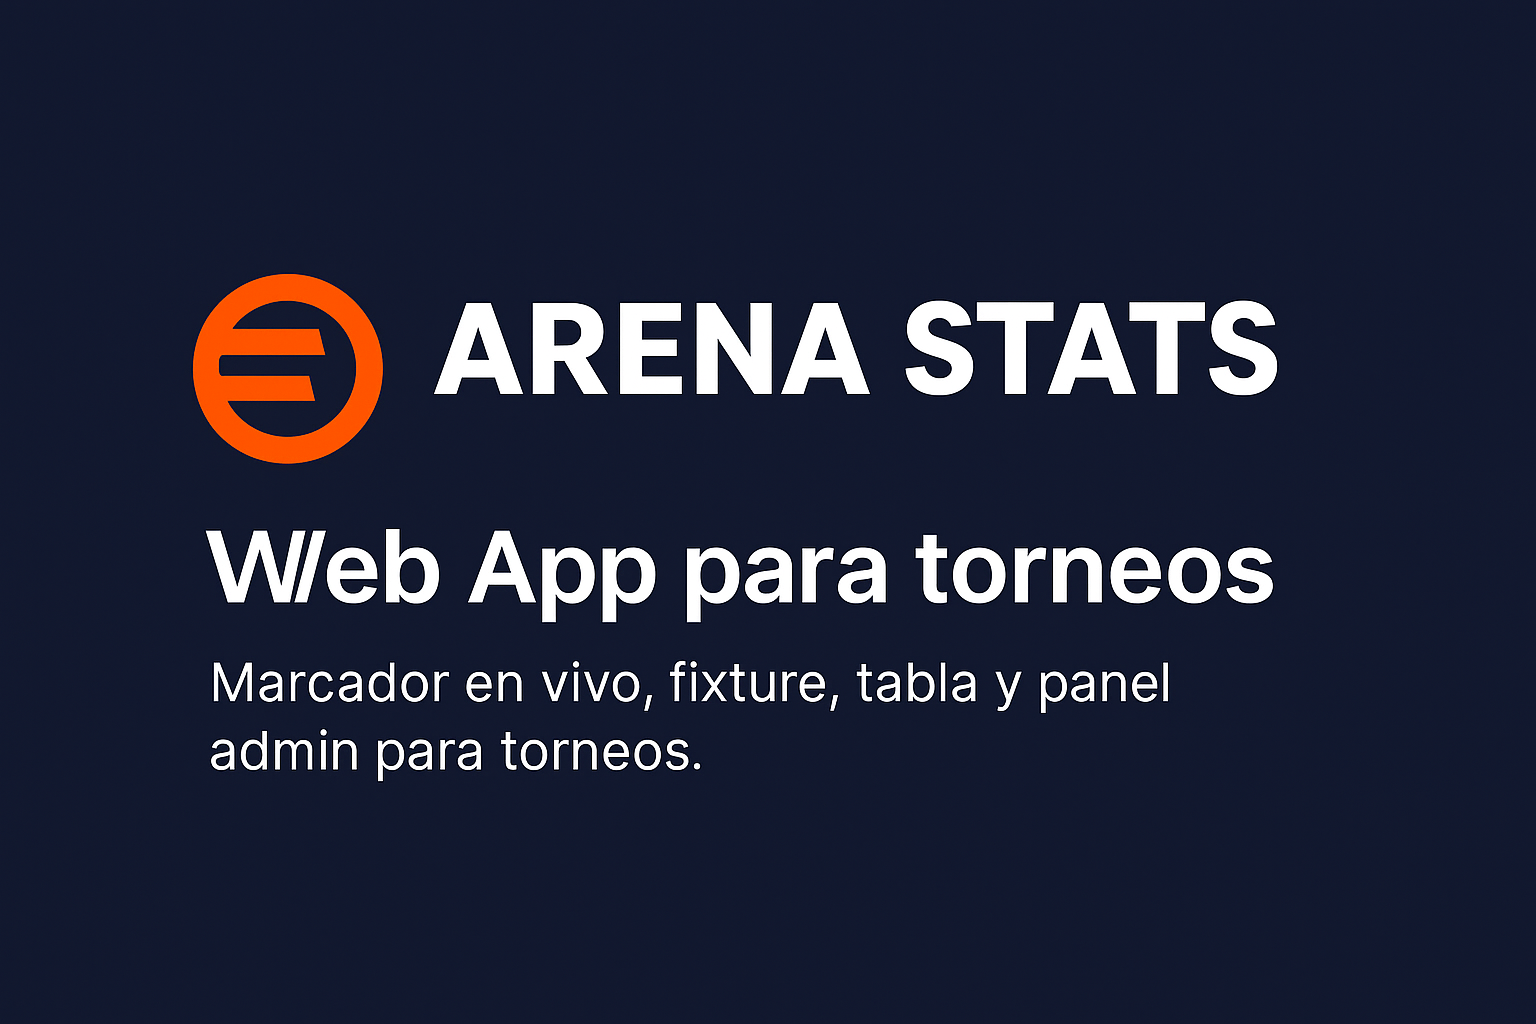 ARENA STATS
Web App para torneos
Marcador en vivo, fixture, tabla y panel
admin para torneos.